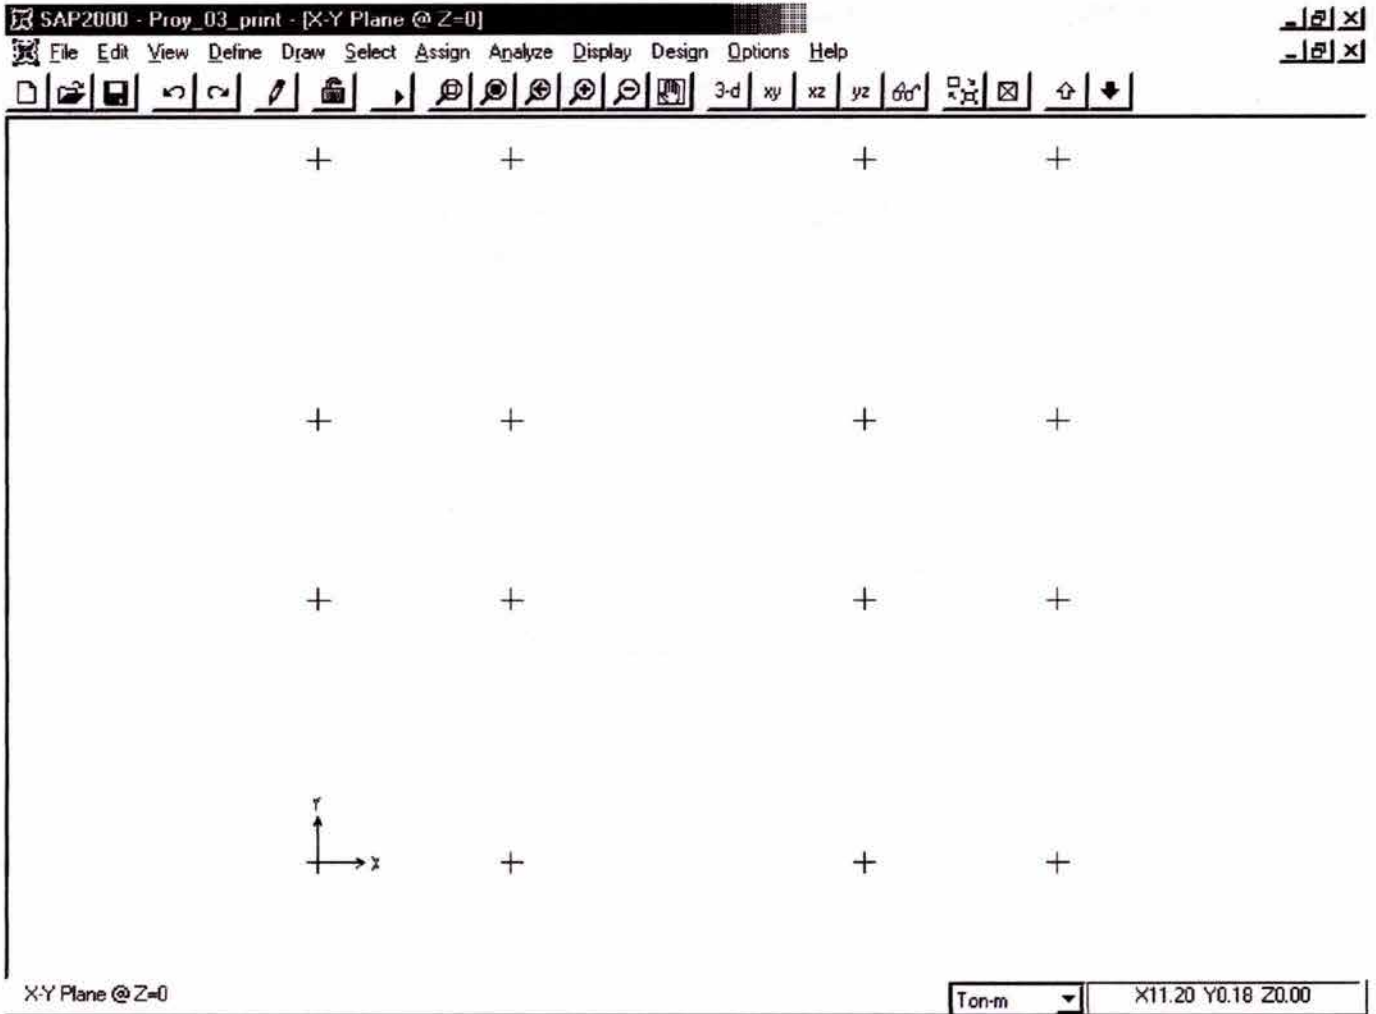 SAP2000 - Proy_03_print - [X-Y Plane @ Z=0]
File Edit View Define Draw Select Assign Analyze Display Design Options Help
3-d xy xz yz
Y
X
X-Y Plane @ Z=0
Ton-m
X11.20 Y0.18 Z0.00